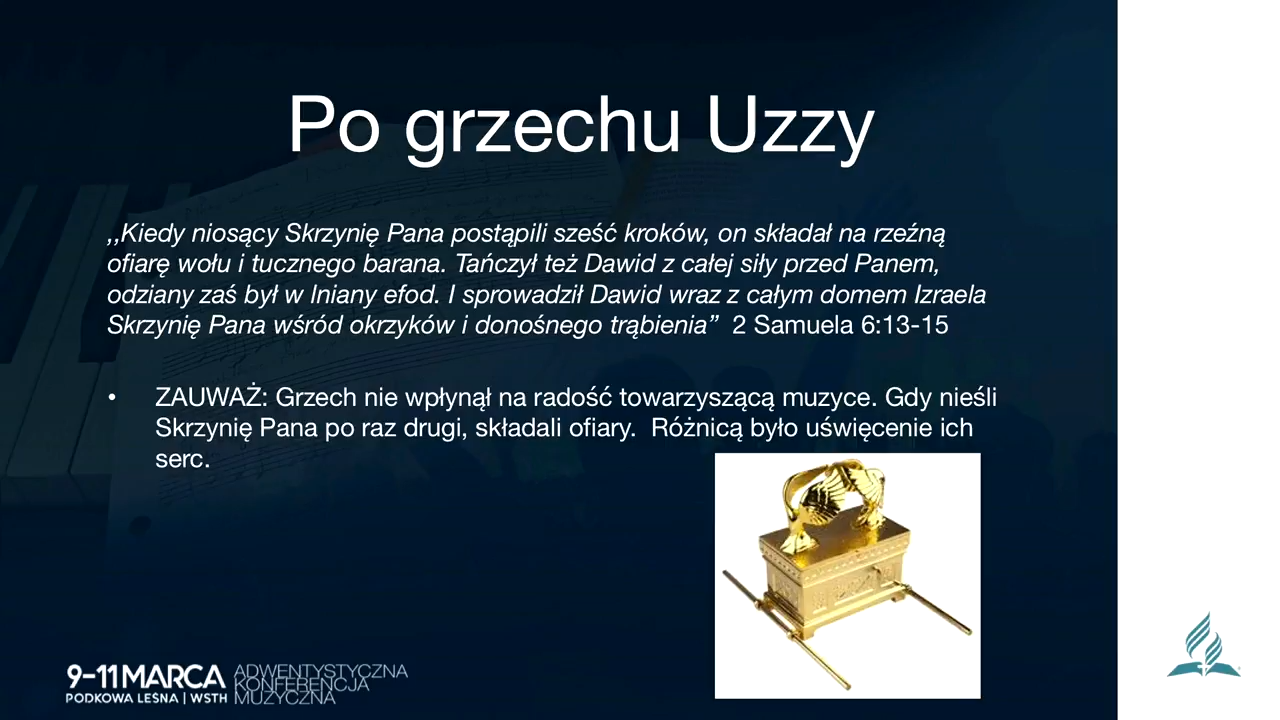 Po grzechu Uzzy
,,Kiedy niosący Skrzynię Pana postąpili sześć kroków, on składał na rzeźną
ofiarę wołu i tucznego barana. Tańczył też Dawid z całej siły przed Panem,
odziany zaś był w lniany efod. I sprowadził Dawid wraz z całym domem Izraela
Skrzynię Pana wśród okrzyków i donośnego trąbienia” 2 Samuela 6:13-15
• ZAUWAŻ: Grzech nie wpłynął na radość towarzyszącą muzyce. Gdy nieśli
Skrzynię Pana po raz drugi, składali ofiary. Różnicą było uświęcenie ich
serc.
9-11 MARCA
PODKOWA LEŚNA | WSTH
ADWENTYSTYCZNA
KONFERENCJA
MUZYCZNA